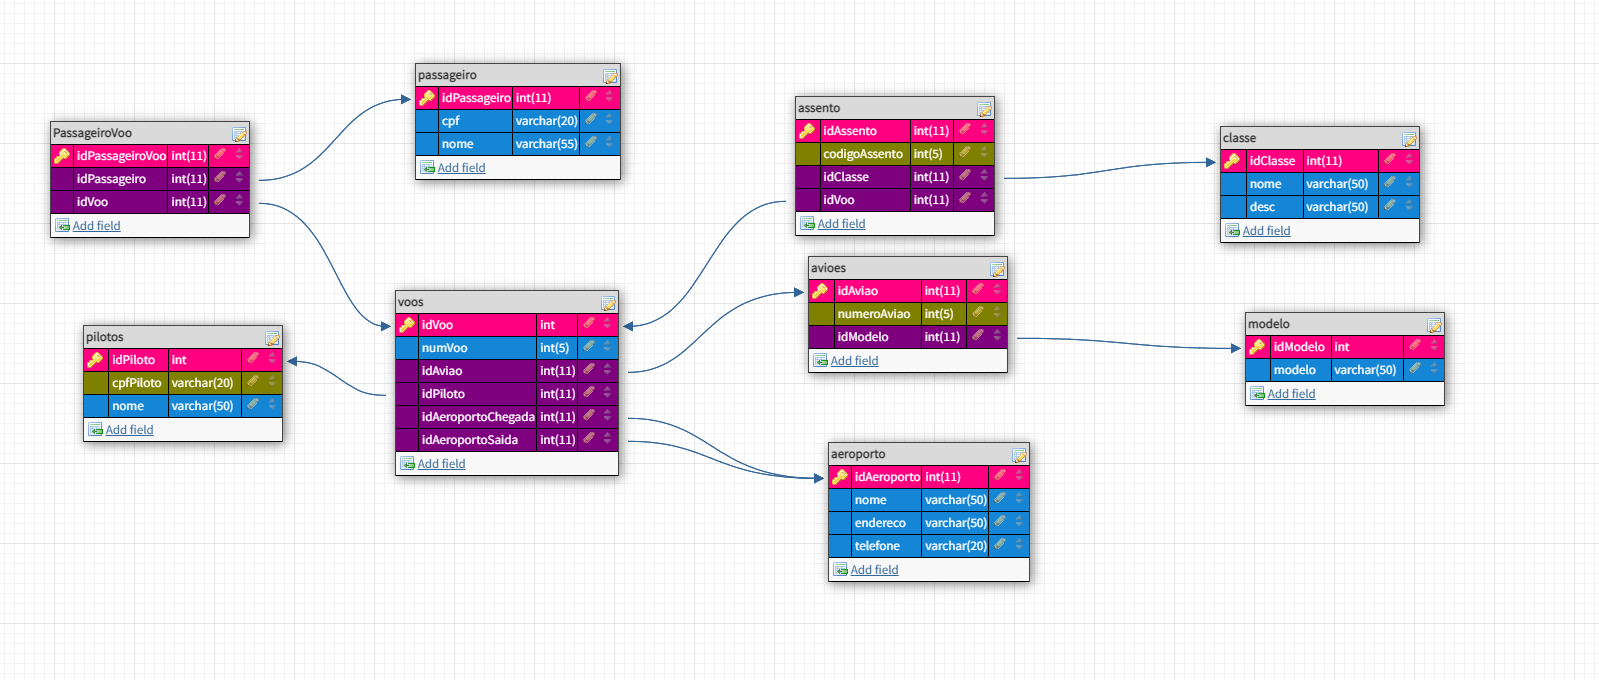 PassageiroVoo
idPassageiroVoo int(11)
idPassageiro int(11)
idVoo int(11)
Add field
passageiro
idPassageiro int(11)
cpf varchar(20)
nome varchar(55)
Add field
assento
idAssento int(11)
codigoAssento int(5)
idClasse int(11)
idVoo int(11)
Add field
classe
idClasse int(11)
nome varchar(50)
desc varchar(50)
Add field
pilotos
idPiloto int
cpfPiloto varchar(20)
nome varchar(50)
Add field
voos
idVoo int
numVoo int(5)
idAviao int(11)
idPiloto int(11)
idAeroportoChegada int(11)
idAeroportoSaida int(11)
Add field
avioes
idAviao int(11)
numeroAviao int(5)
idModelo int(11)
Add field
modelo
idModelo int
modelo varchar(50)
Add field
aeroporto
idAeroporto int(11)
nome varchar(50)
endereco varchar(50)
telefone varchar(20)
Add field